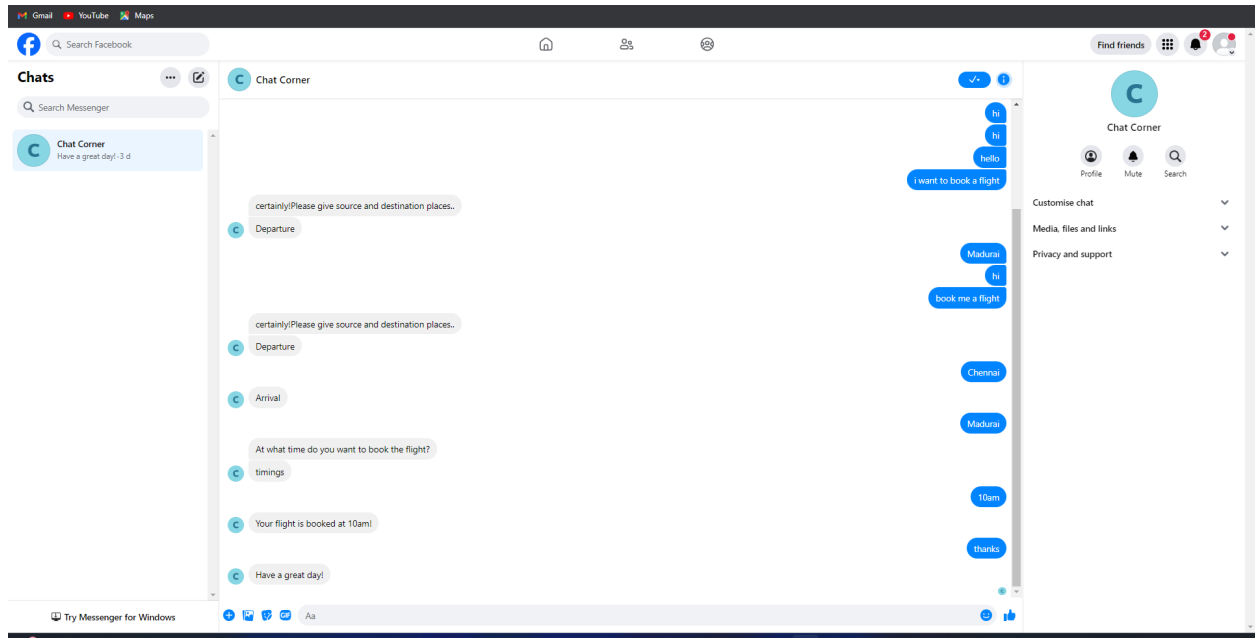 Gmail YouTube Maps
Search Facebook
Find friends
2
Chats
Search Messenger
C
Chat Corner
Have a great day! · 3 d
Try Messenger for Windows
C Chat Corner
hi
hi
hello
i want to book a flight
certainly!Please give source and destination places..
C Departure
Madurai
hi
book me a flight
certainly!Please give source and destination places..
C Departure
Chennai
C Arrival
Madurai
At what time do you want to book the flight?
C timings
10am
C Your flight is booked at 10am!
thanks
C Have a great day!
C
GIF Aa
C
Chat Corner
Profile Mute Search
Customise chat
Media, files and links
Privacy and support